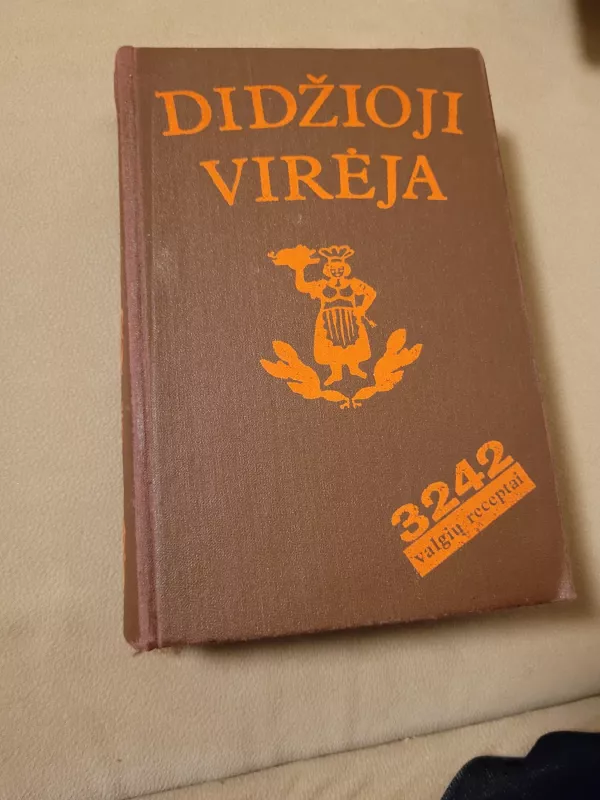 DIDŽIOJI
VIRĖJA
3242
valgių receptai